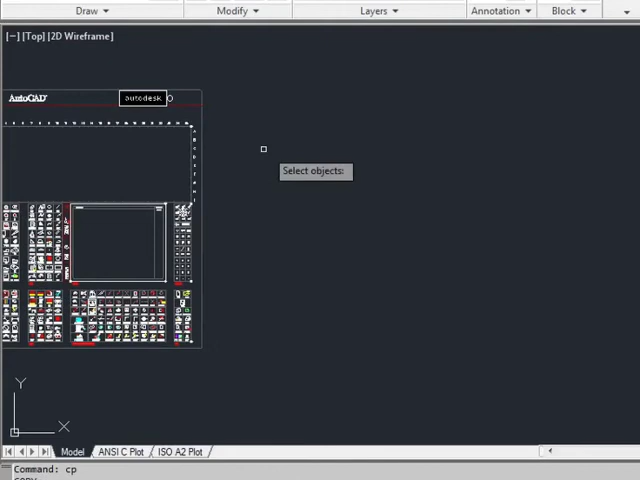 Draw Modify Layers Annotation Block
[−] [Top] [2D Wireframe]
AutoCAD autodesk
Select objects:
Y
X
Model ANSI C Plot ISO A2 Plot
Command: cp
COPY